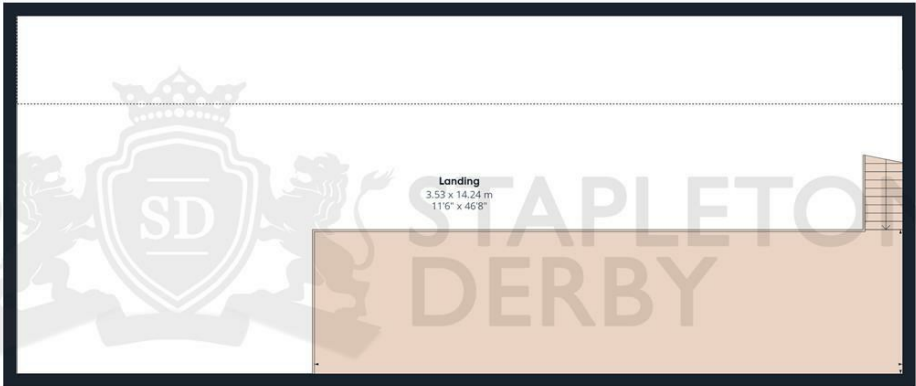 Landing
3.53 x 14.24 m
11'6" x 46'8"
SD
STAPLETON
DERBY